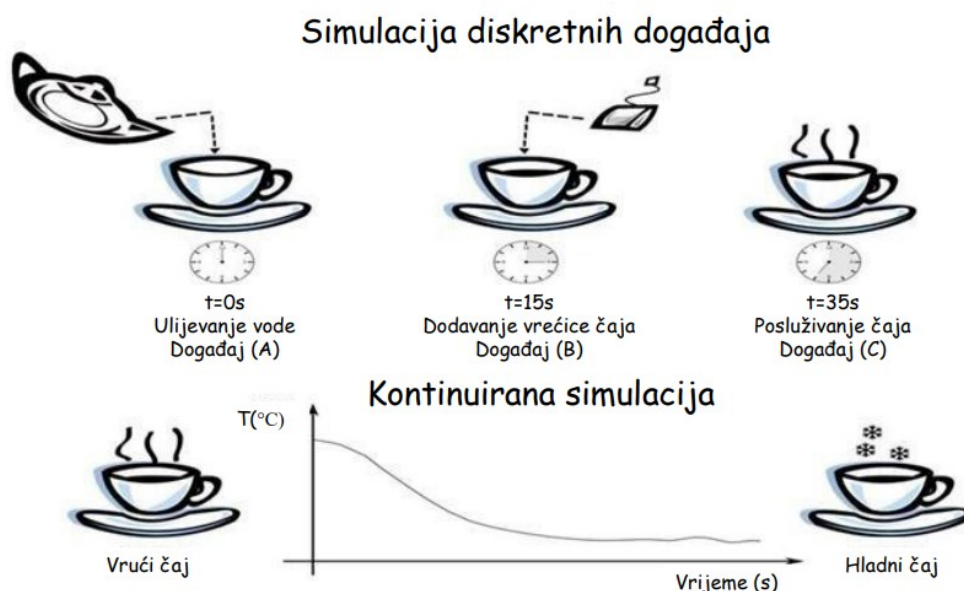 Simulacija diskretnih događaja
t=0s
Ulijevanje vode
Događaj (A)
t=15s
Dodavanje vrećice čaja
Događaj (B)
t=35s
Posluživanje čaja
Događaj (C)
Kontinuirana simulacija
T(°C)
Vrući čaj
Vrijeme (s)
Hladni čaj